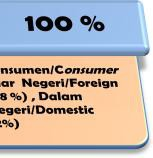 100 %
nsumen/Consumer
ar Negeri/Foreign
8 %) , Dalam
egeri/Domestic
2%)